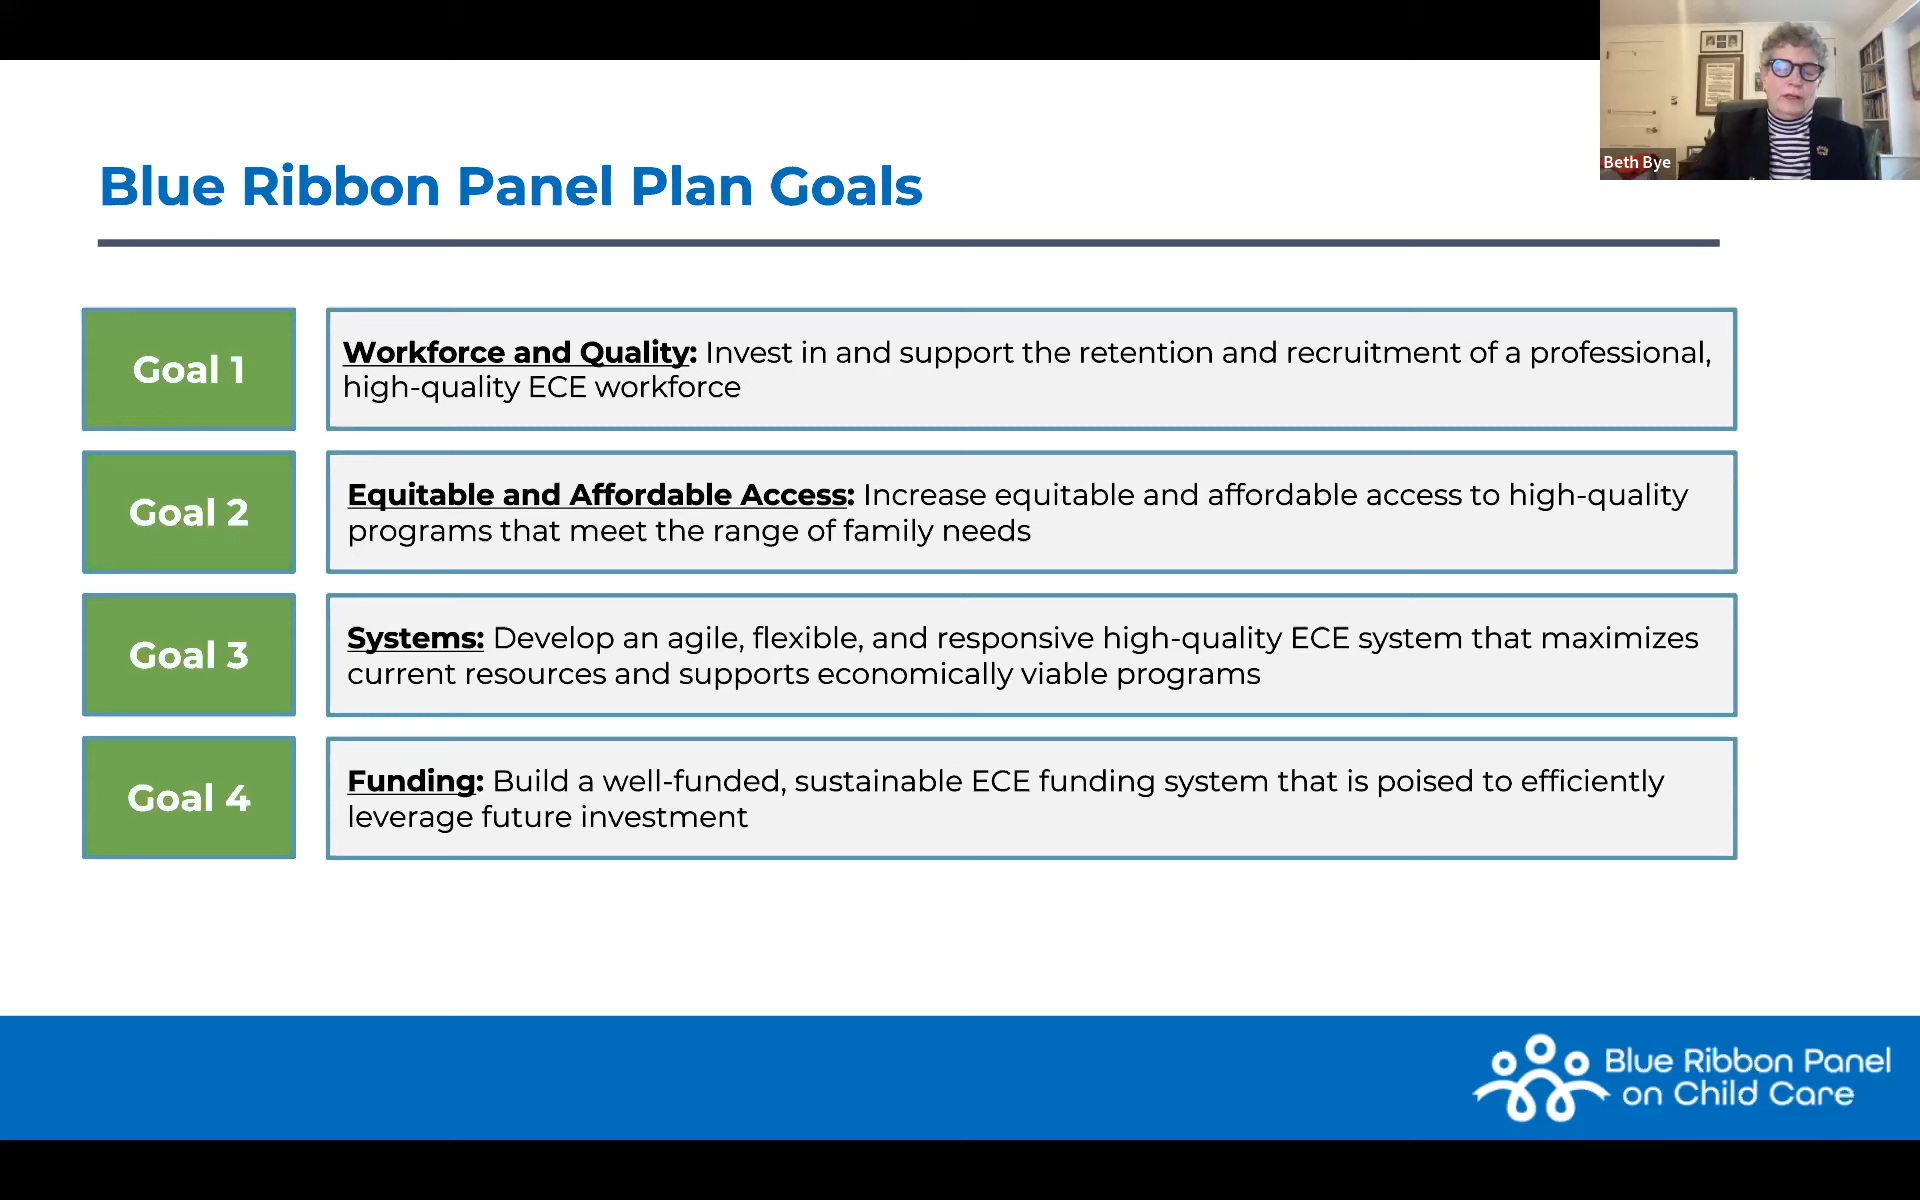 Beth Bye
Blue Ribbon Panel Plan Goals
Goal 1
Workforce and Quality: Invest in and support the retention and recruitment of a professional,
high-quality ECE workforce
Goal 2
Equitable and Affordable Access: Increase equitable and affordable access to high-quality
programs that meet the range of family needs
Goal 3
Systems: Develop an agile, flexible, and responsive high-quality ECE system that maximizes
current resources and supports economically viable programs
Goal 4
Funding: Build a well-funded, sustainable ECE funding system that is poised to efficiently
leverage future investment
Blue Ribbon Panel
on Child Care